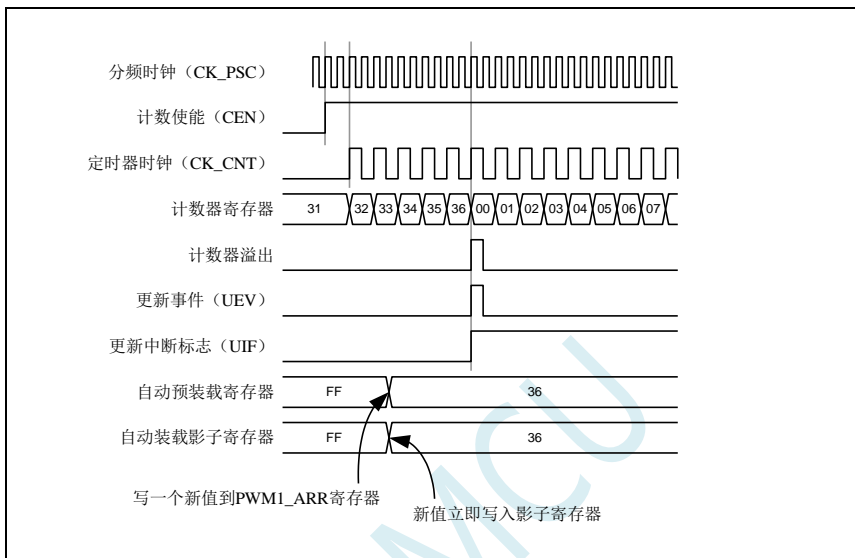 分频时钟（CK_PSC）
计数使能（CEN）
定时器时钟（CK_CNT）
计数器寄存器 31 32 33 34 35 36 00 01 02 03 04 05 06 07
计数器溢出
更新事件（UEV）
更新中断标志（UIF）
自动预装载寄存器 FF 36
自动装载影子寄存器 FF 36
写一个新值到PWM1_ARR寄存器
新值立即写入影子寄存器
MCU